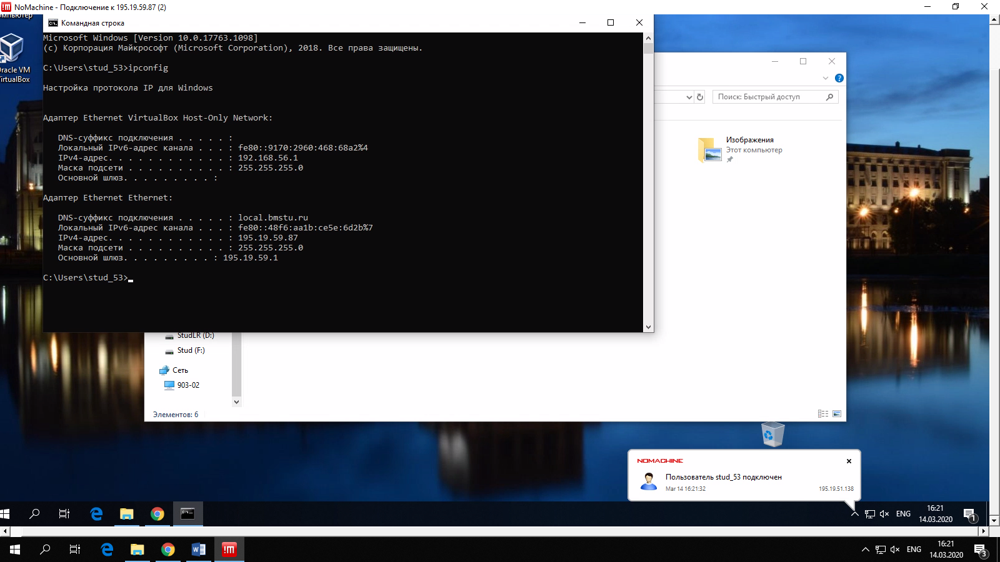 NoMachine - Подключение к 195.19.59.87 (2)
Oracle VM
VirtualBox
Командная строка
Microsoft Windows [Version 10.0.17763.1098]
(c) Корпорация Майкрософт (Microsoft Corporation), 2018. Все права защищены.
C:\Users\stud_53>ipconfig
Настройка протокола IP для Windows
Адаптер Ethernet VirtualBox Host-Only Network:
DNS-суффикс подключения . . . . . :
Локальный IPv6-адрес канала . . . : fe80::9170:2960:468:68a2%4
IPv4-адрес. . . . . . . . . . . . : 192.168.56.1
Маска подсети . . . . . . . . . . : 255.255.255.0
Основной шлюз. . . . . . . . . :
Адаптер Ethernet Ethernet:
DNS-суффикс подключения . . . . . : local.bmstu.ru
Локальный IPv6-адрес канала . . . : fe80::48f6:aa1b:ce5e:6d2b%7
IPv4-адрес. . . . . . . . . . . . : 195.19.59.87
Маска подсети . . . . . . . . . . : 255.255.255.0
Основной шлюз. . . . . . . . . : 195.19.59.1
C:\Users\stud_53>
Поиск: Быстрый доступ
Изображения
Этот компьютер
StudLR (D:)
Stud (F:)
Сеть
903-02
Элементов: 6
NOMACHINE
Пользователь stud_53 подключен
Mar 14 16:21:32
195.19.51.138
ENG
16:21
14.03.2020
1
ENG
16:21
14.03.2020
3